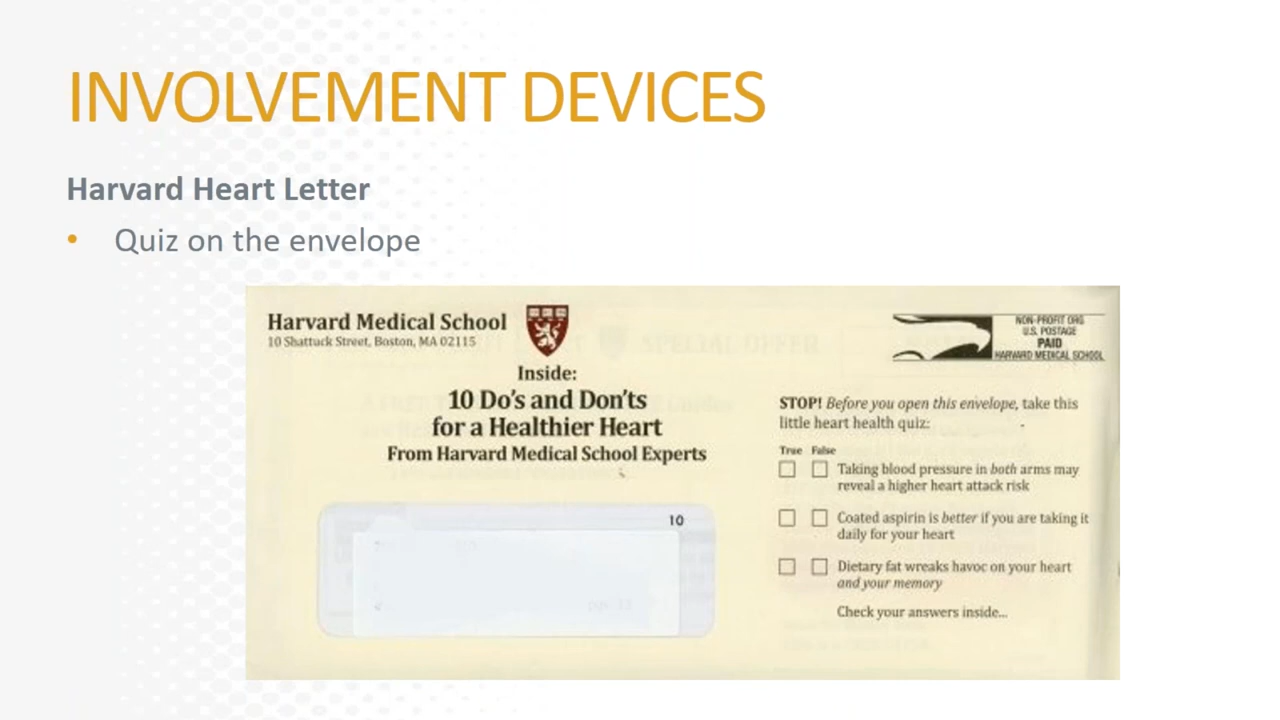 INVOLVEMENT DEVICES
Harvard Heart Letter
• Quiz on the envelope
Harvard Medical School
10 Shattuck Street, Boston, MA 02115
Inside:
10 Do's and Don'ts
for a Healthier Heart
From Harvard Medical School Experts
10
NON-PROFIT ORG
U.S. POSTAGE
PAID
HARVARD MEDICAL SCHOOL
STOP! Before you open this envelope, take this
little heart health quiz:
True False
Taking blood pressure in both arms may
reveal a higher heart attack risk
Coated aspirin is better if you are taking it
daily for your heart
Dietary fat wreaks havoc on your heart
and your memory
Check your answers inside...